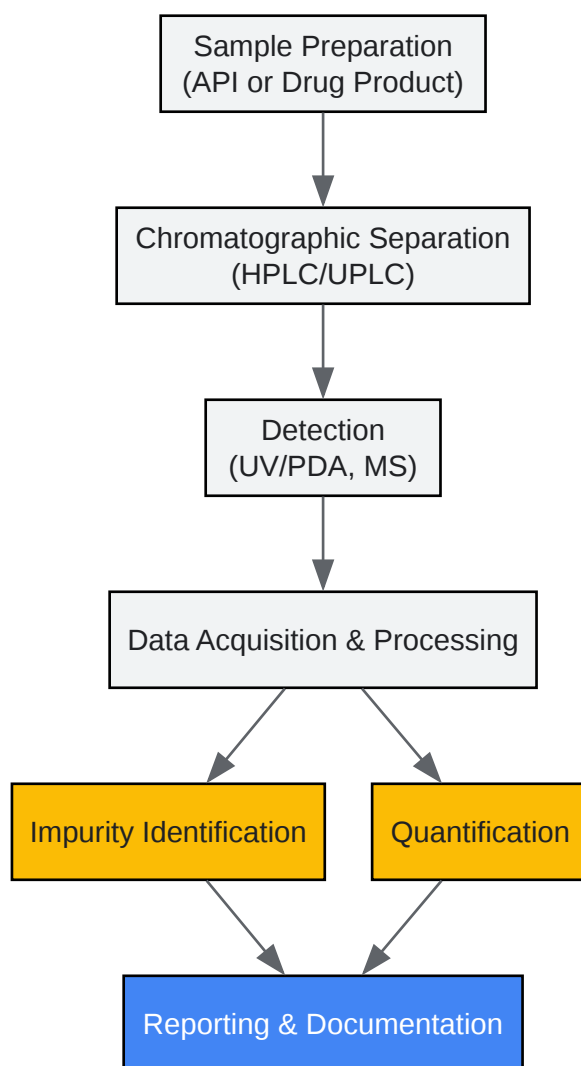 Sample Preparation
(API or Drug Product)
Chromatographic Separation
(HPLC/UPLC)
Detection
(UV/PDA, MS)
Data Acquisition & Processing
Impurity Identification
Quantification
Reporting & Documentation